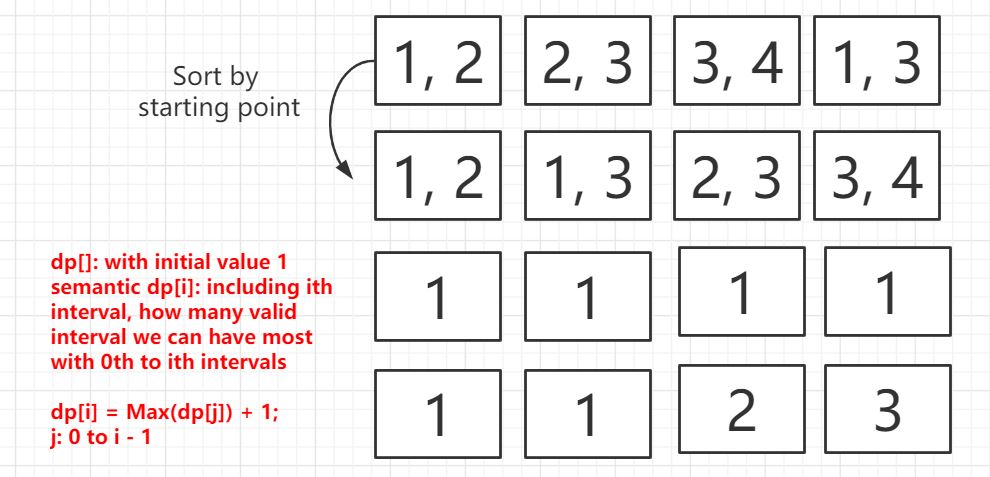 Sort by
starting point
1, 2
2, 3
3, 4
1, 3
1, 2
1, 3
2, 3
3, 4
dp[]: with initial value 1
semantic dp[i]: including ith
interval, how many valid
interval we can have most
with 0th to ith intervals
1
1
1
1
dp[i] = Max(dp[j]) + 1;
j: 0 to i - 1
1
1
2
3